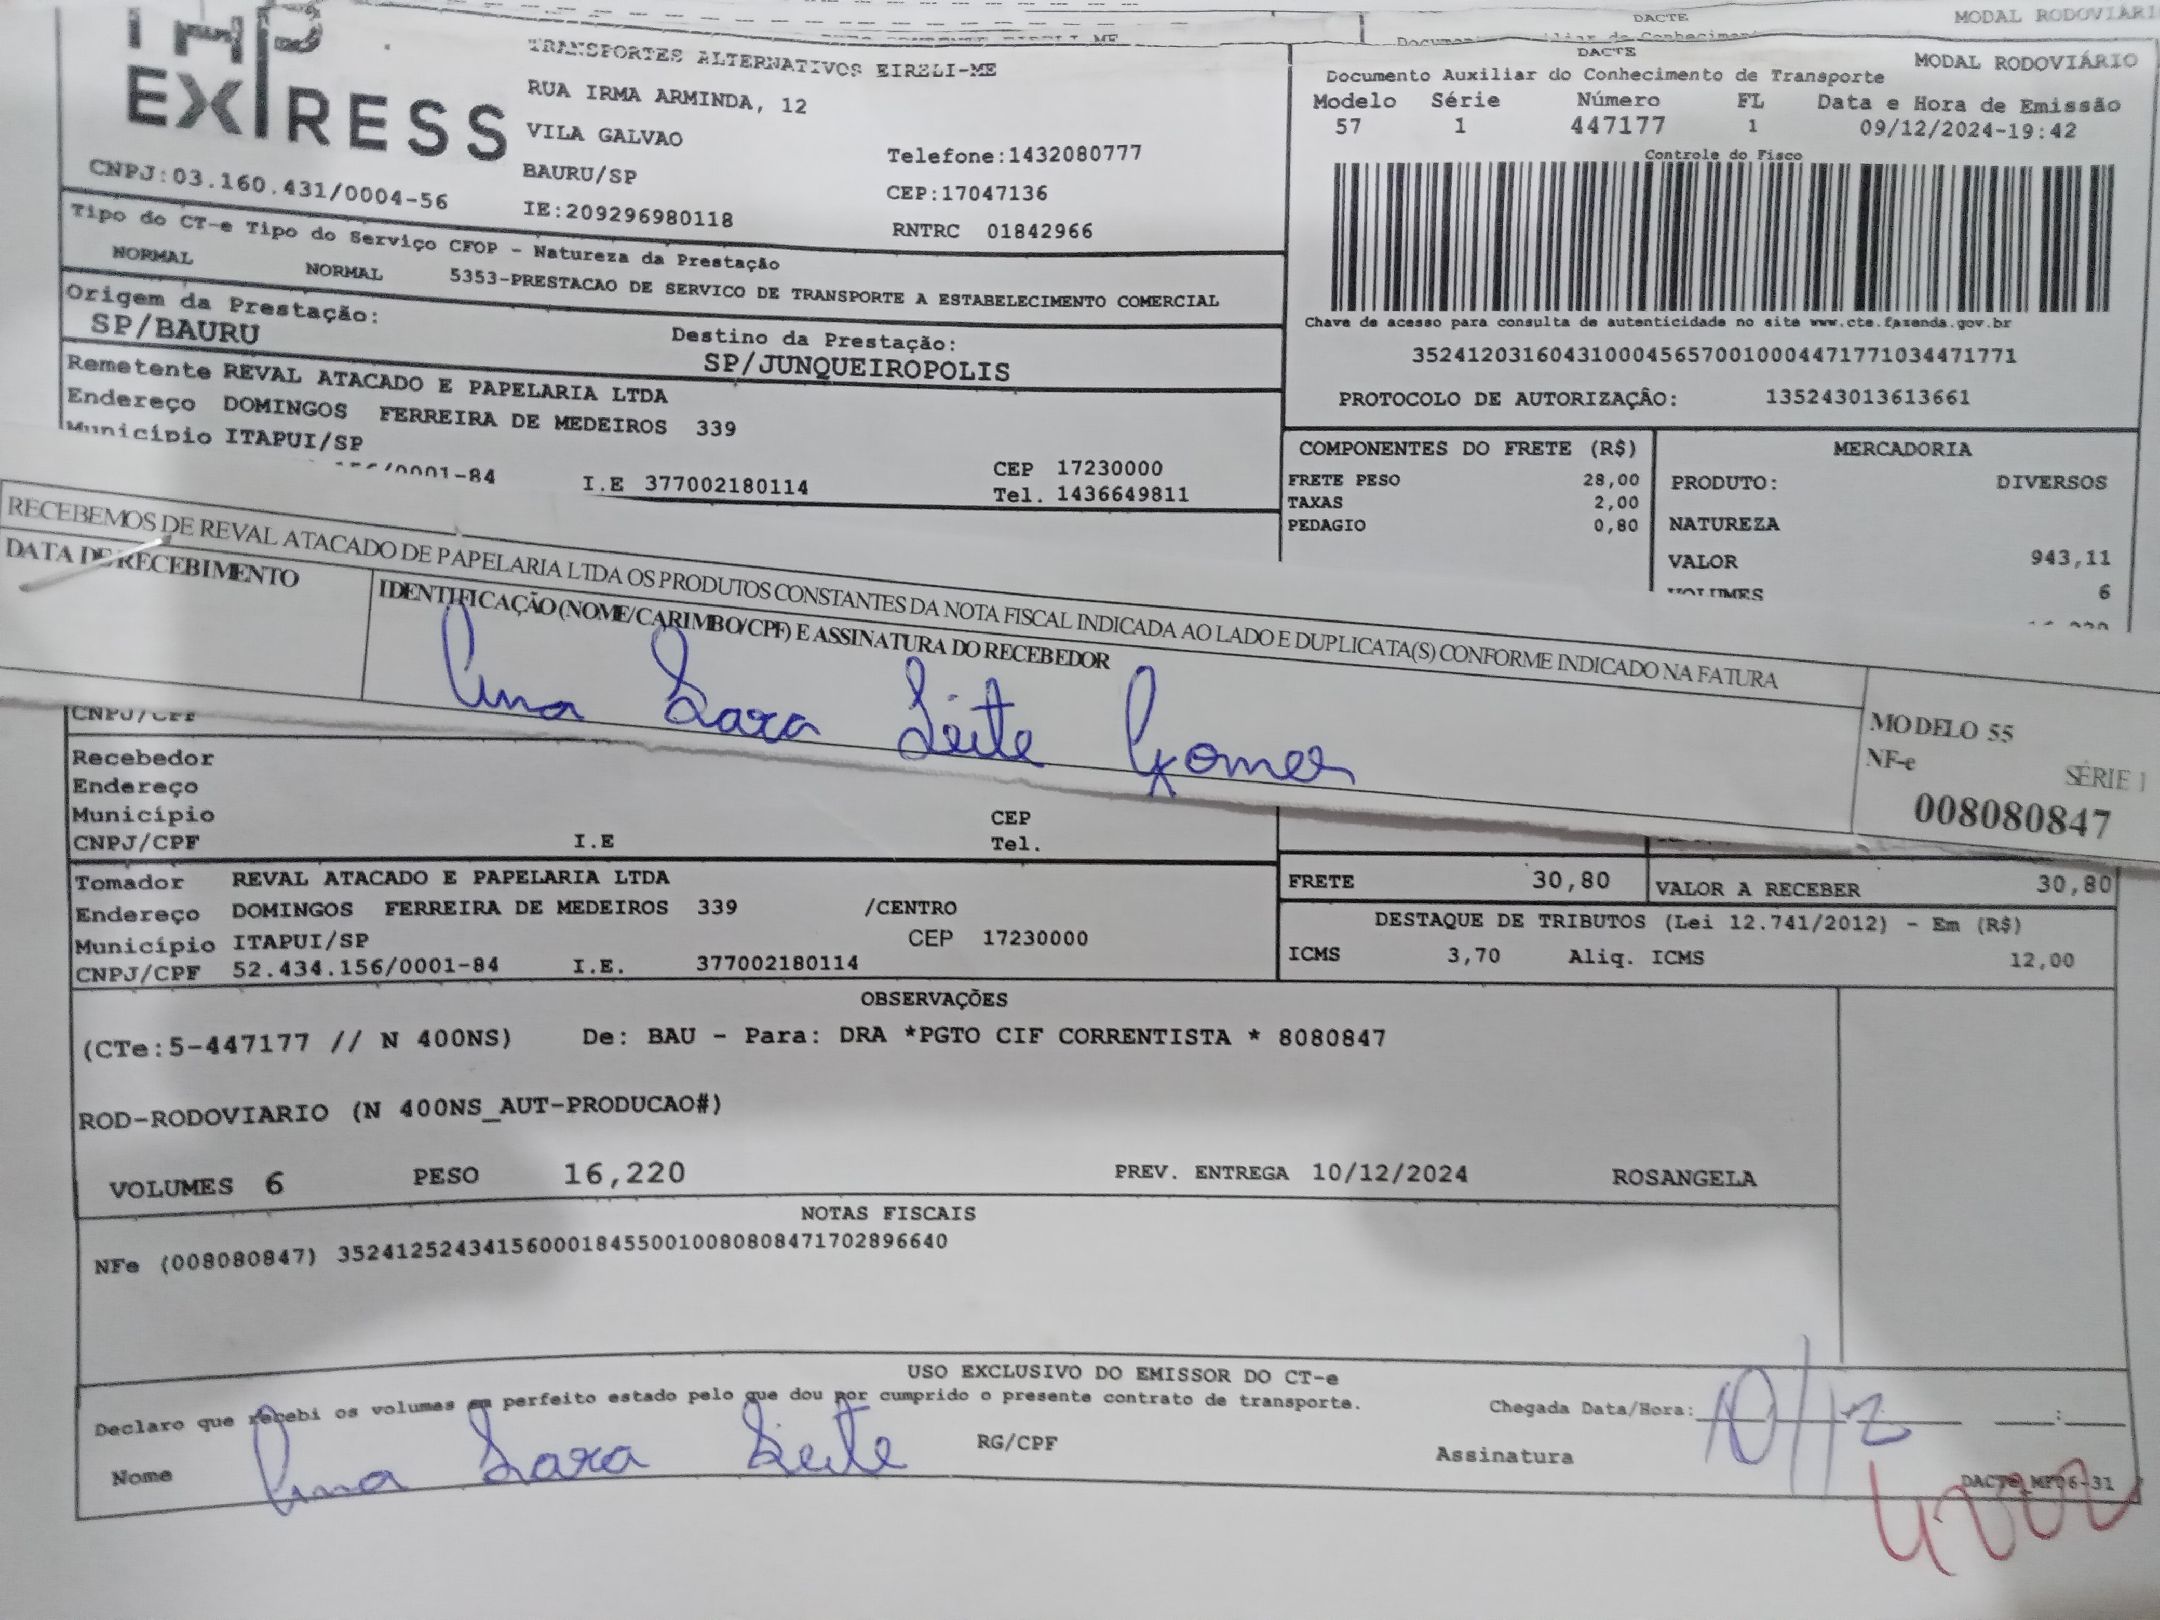 DACTE
MODAL RODOVIÁRI
EXPRESS
TRANSPORTES ALTERNATIVOS EIRELI-ME
RUA IRMA ARMINDA, 12
VILA GALVAO
BAURU/SP
Telefone:1432080777
CEP:17047136
CNPJ:03.160.431/0004-56
IE:209296980118
RNTRC 01842966
DACTE
MODAL RODOVIÁRIO
Documento Auxiliar do Conhecimento de Transporte
Modelo Série Número FL Data e Hora de Emissão
57 1 447177 1 09/12/2024-19:42
Controle do Fisco
Chave de acesso para consulta de autenticidade no site www.cte.fazenda.gov.br
35241203160431000456570010004471771034471771
PROTOCOLO DE AUTORIZAÇÃO: 135243013613661
Tipo do CT-e Tipo do Serviço CFOP - Natureza da Prestação
NORMAL NORMAL 5353-PRESTACAO DE SERVICO DE TRANSPORTE A ESTABELECIMENTO COMERCIAL
Origem da Prestação:
SP/BAURU
Destino da Prestação:
SP/JUNQUEIROPOLIS
Remetente REVAL ATACADO E PAPELARIA LTDA
Endereço DOMINGOS FERREIRA DE MEDEIROS 339
Município ITAPUI/SP
CEP 17230000
/0001-84 I.E 377002180114 Tel. 1436649811
COMPONENTES DO FRETE (R$)
FRETE PESO 28,00
TAXAS 2,00
PEDAGIO 0,80
MERCADORIA
PRODUTO: DIVERSOS
NATUREZA
VALOR 943,11
VOLUMES 6
RECEBEMOS DE REVAL ATACADO DE PAPELARIA LTDA OS PRODUTOS CONSTANTES DA NOTA FISCAL INDICADA AO LADO E DUPLICATA(S) CONFORME INDICADO NA FATURA
DATA DE RECEBIMENTO
IDENTIFICAÇÃO (NOME/CARIMBO/CPF) E ASSINATURA DO RECEBEDOR
Ana Sara Leite Gomes
MODELO 55
NF-e SÉRIE 1
008080847
CNPJ/CPF
Recebedor
Endereço
Município CEP
CNPJ/CPF I.E Tel.
Tomador REVAL ATACADO E PAPELARIA LTDA
Endereço DOMINGOS FERREIRA DE MEDEIROS 339 /CENTRO
Município ITAPUI/SP CEP 17230000
CNPJ/CPF 52.434.156/0001-84 I.E. 377002180114
FRETE 30,80 VALOR A RECEBER 30,80
DESTAQUE DE TRIBUTOS (Lei 12.741/2012) - Em (R$)
ICMS 3,70 Aliq. ICMS 12,00
OBSERVAÇÕES
(CTe:5-447177 // N 400NS) De: BAU - Para: DRA *PGTO CIF CORRENTISTA * 8080847
ROD-RODOVIARIO (N 400NS_AUT-PRODUCAO#)
VOLUMES 6 PESO 16,220 PREV. ENTREGA 10/12/2024 ROSANGELA
NOTAS FISCAIS
NFe (008080847) 35241252434156000184550010080808471702896640
USO EXCLUSIVO DO EMISSOR DO CT-e
Declaro que recebi os volumes em perfeito estado pelo que dou por cumprido o presente contrato de transporte.
Chegada Data/Hora: 10/12 :
Nome Ana Sara Leite RG/CPF Assinatura